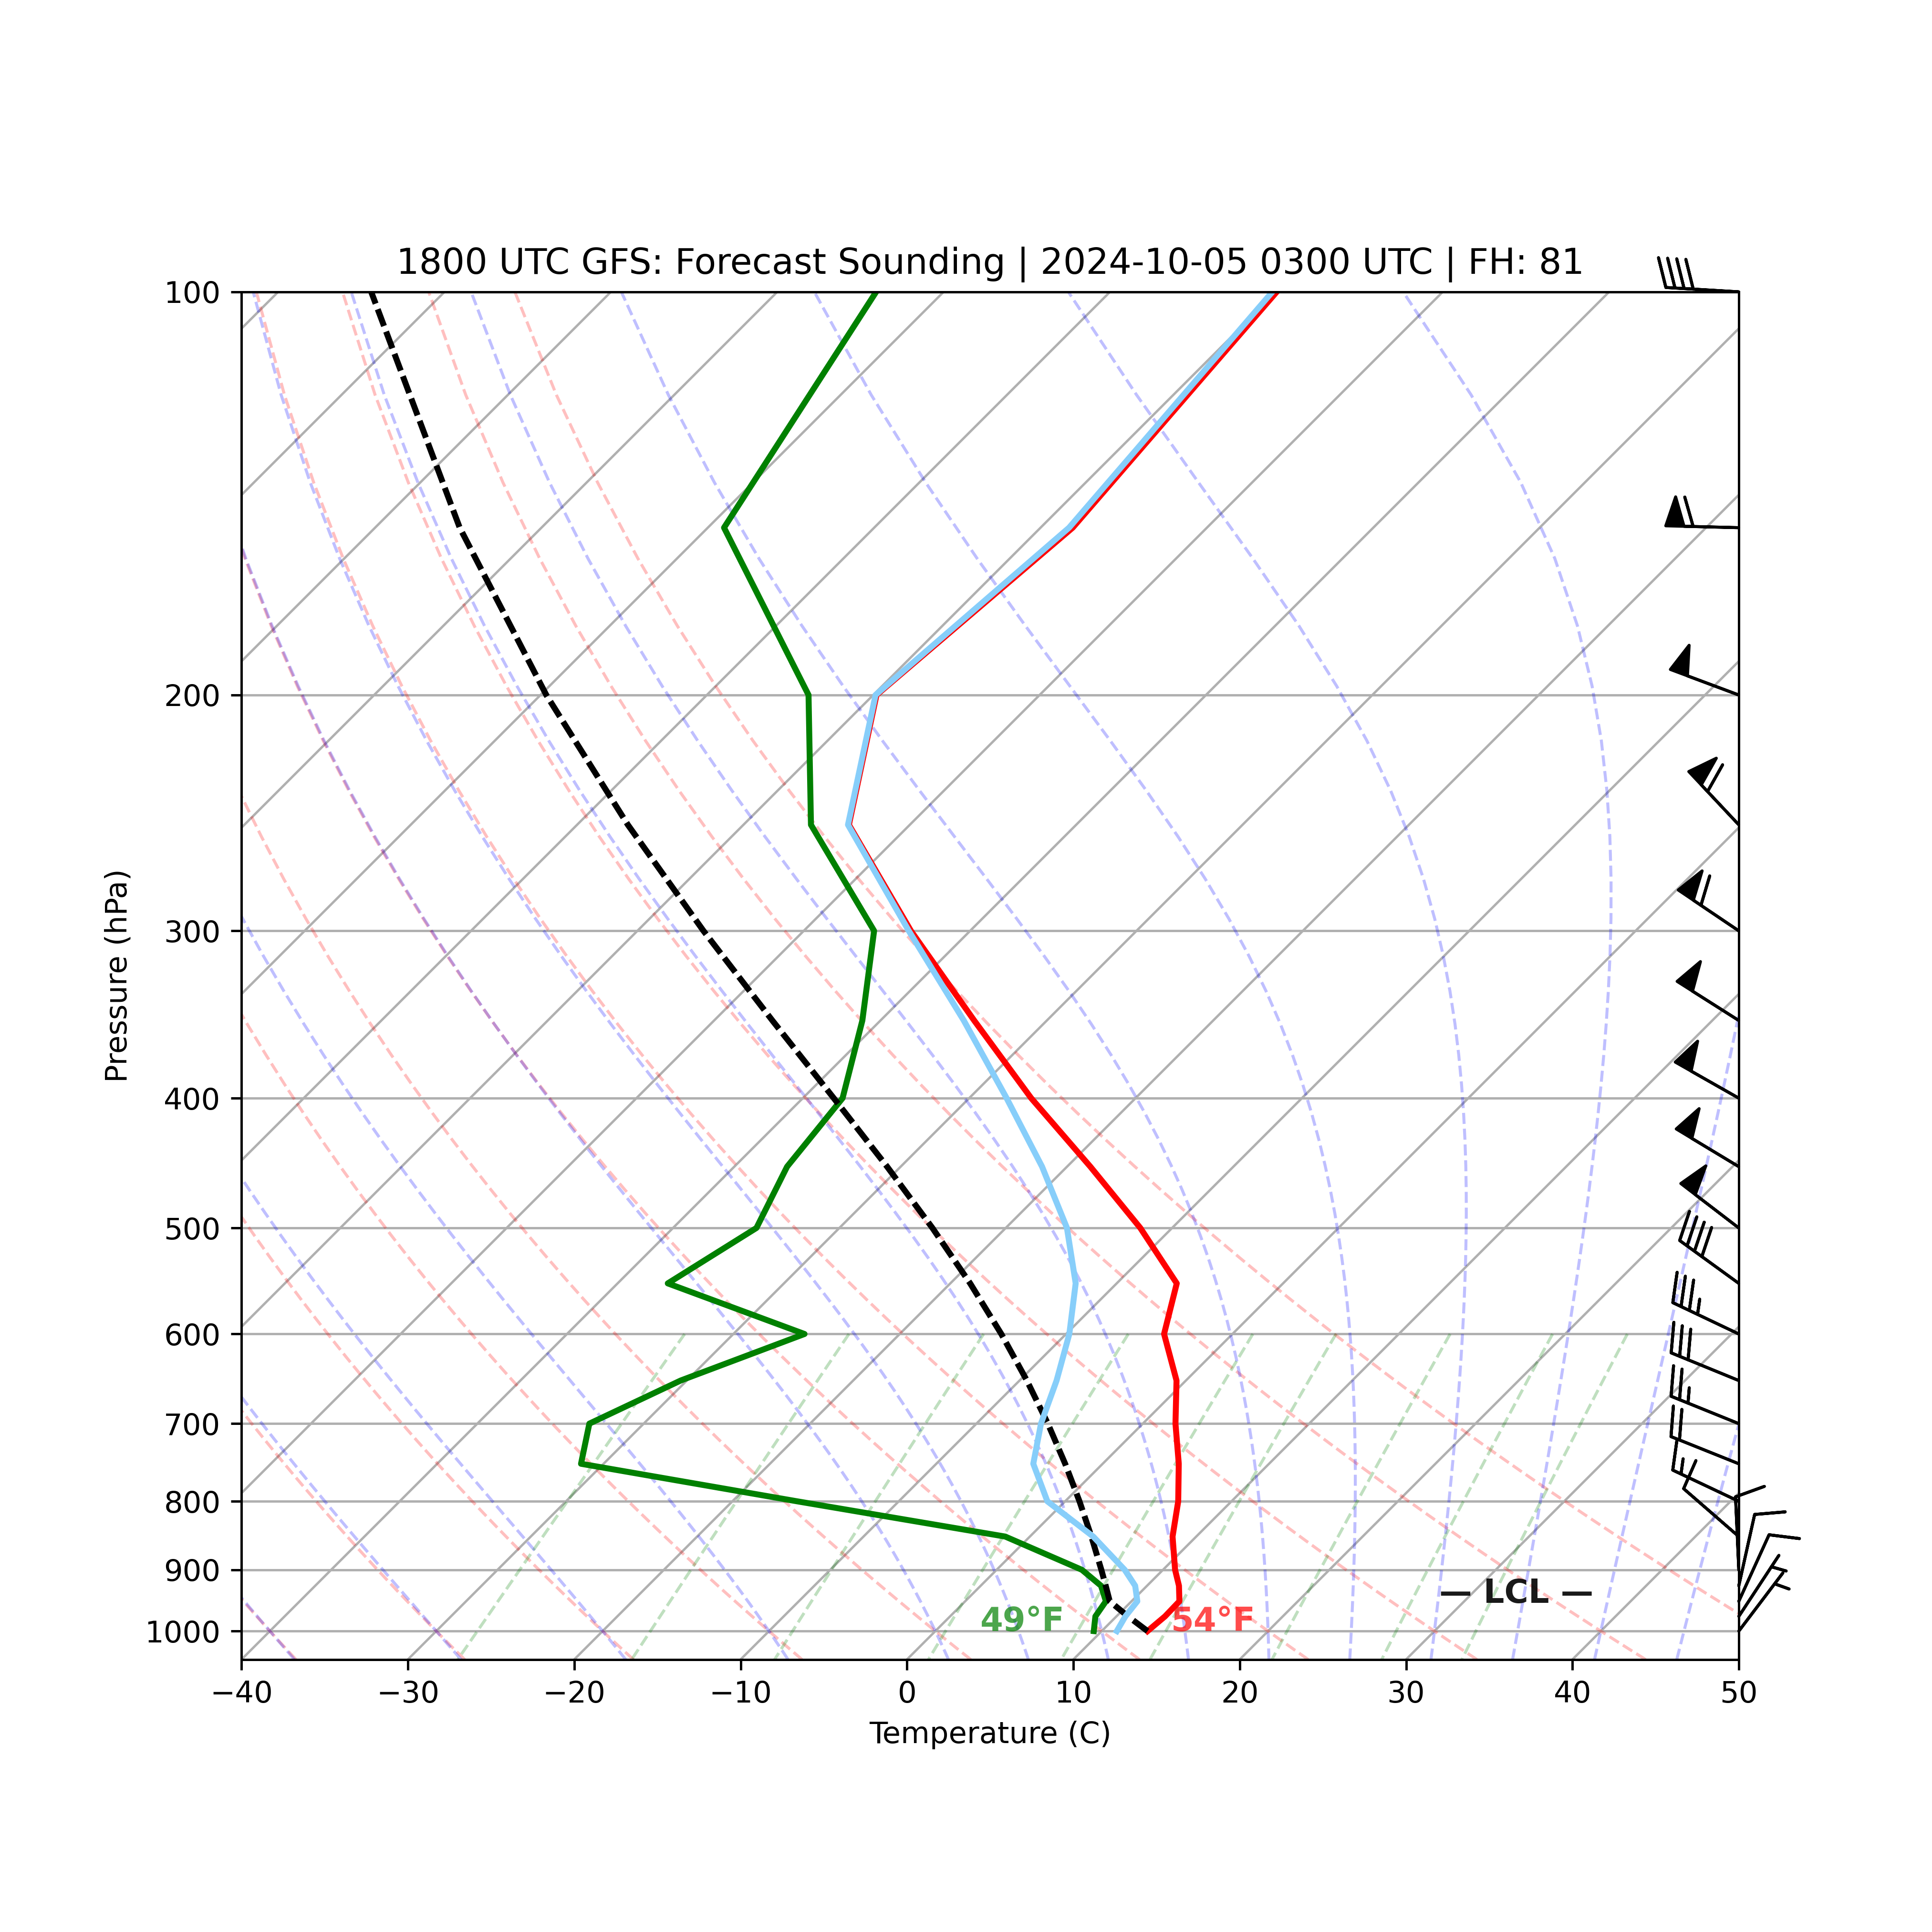 1800 UTC GFS: Forecast Sounding | 2024-10-05 0300 UTC | FH: 81
100
200
300
400
500
600
700
800
900
1000
Pressure (hPa)
— LCL —
49°F
54°F
−40 −30 −20 −10 0 10 20 30 40 50
Temperature (C)